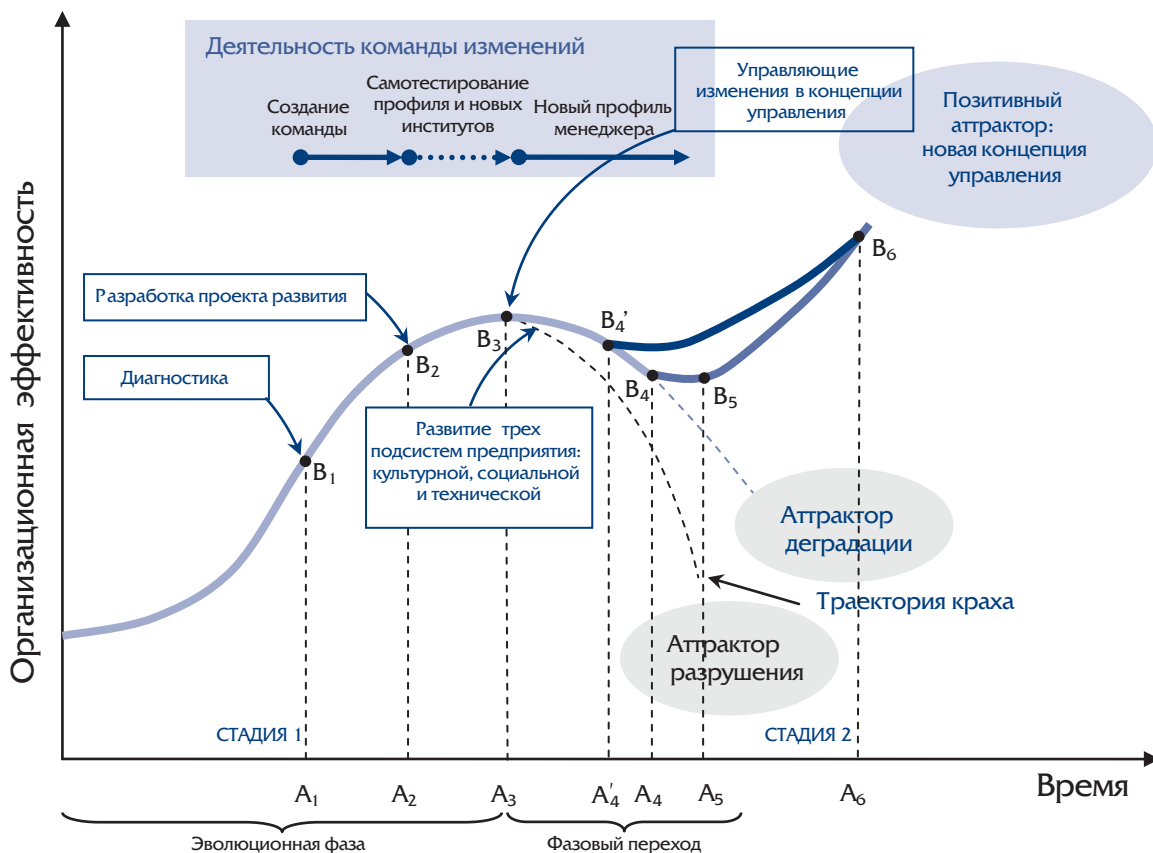 Деятельность команды изменений
Создание
команды
Самотестирование
профиля и новых
институтов
Новый профиль
менеджера
Управляющие
изменения в концепции
управления
Позитивный
аттрактор:
новая концепция
управления
Организационная эффективность
Разработка проекта развития
Диагностика
Развитие трех
подсистем предприятия:
культурной, социальной
и технической
B₁
B₂
B₃
B₄'
B₄
B₅
B₆
Аттрактор
деградации
Траектория краха
Аттрактор
разрушения
СТАДИЯ 1
СТАДИЯ 2
A₁
A₂
A₃
A'₄
A₄
A₅
A₆
Время
Эволюционная фаза
Фазовый переход